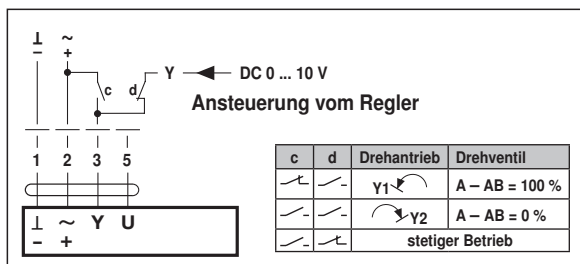 ⊥ ~
− +
Y DC 0 ... 10 V
c d
Ansteuerung vom Regler
1 2 3 5
⊥ ~ Y U
− +
c d Drehantrieb Drehventil
Y1 A – AB = 100 %
Y2 A – AB = 0 %
stetiger Betrieb